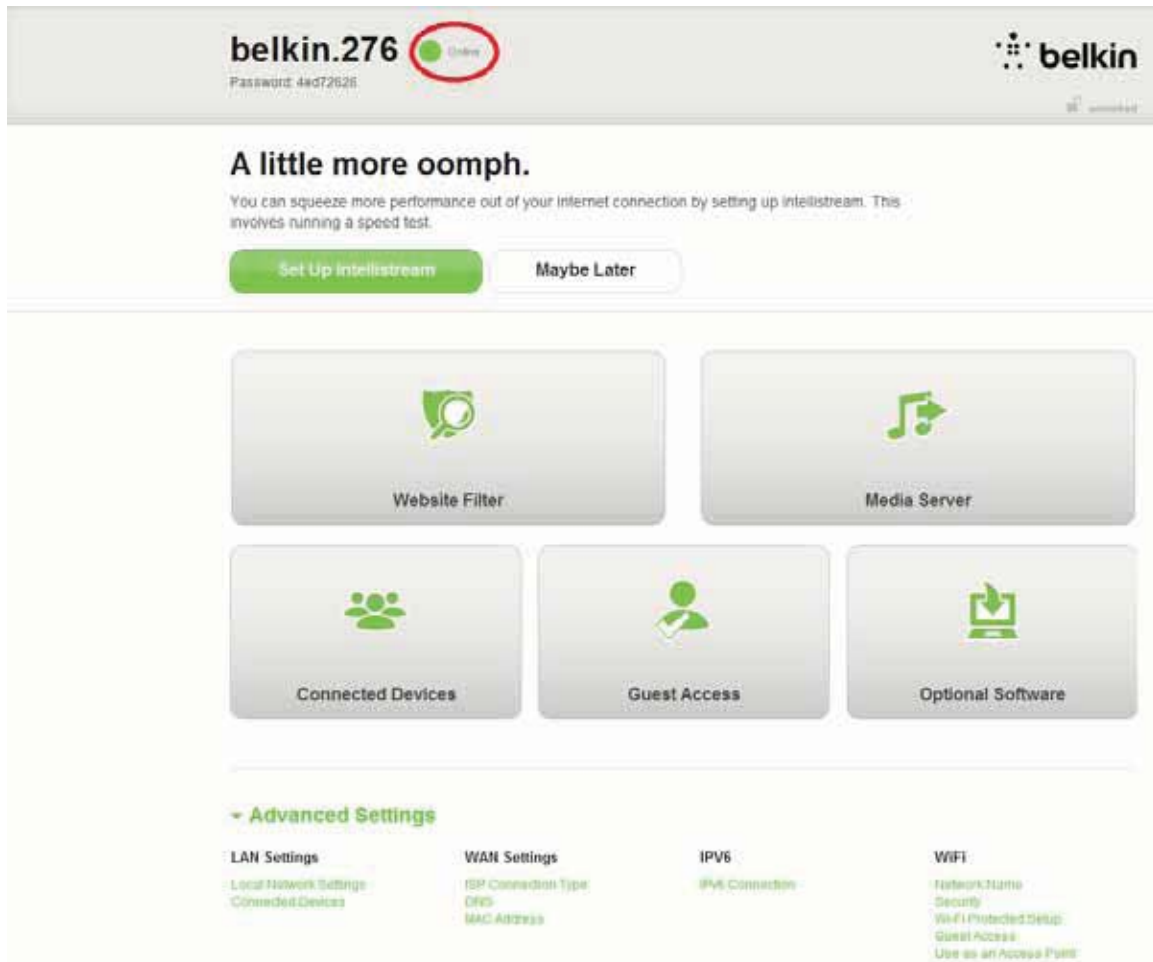 belkin.276 Online
Password: 4ed72626
belkin
unlocked
A little more oomph.
You can squeeze more performance out of your internet connection by setting up intellistream. This
involves running a speed test.
Set Up Intellistream
Maybe Later
Website Filter
Media Server
Connected Devices
Guest Access
Optional Software
Advanced Settings
LAN Settings
Local Network Settings
Connected Devices
WAN Settings
ISP Connection Type
DNS
MAC Address
IPV6
IPv6 Connection
WiFi
Network Name
Security
Wi-Fi Protected Setup
Guest Access
Use as an Access Point